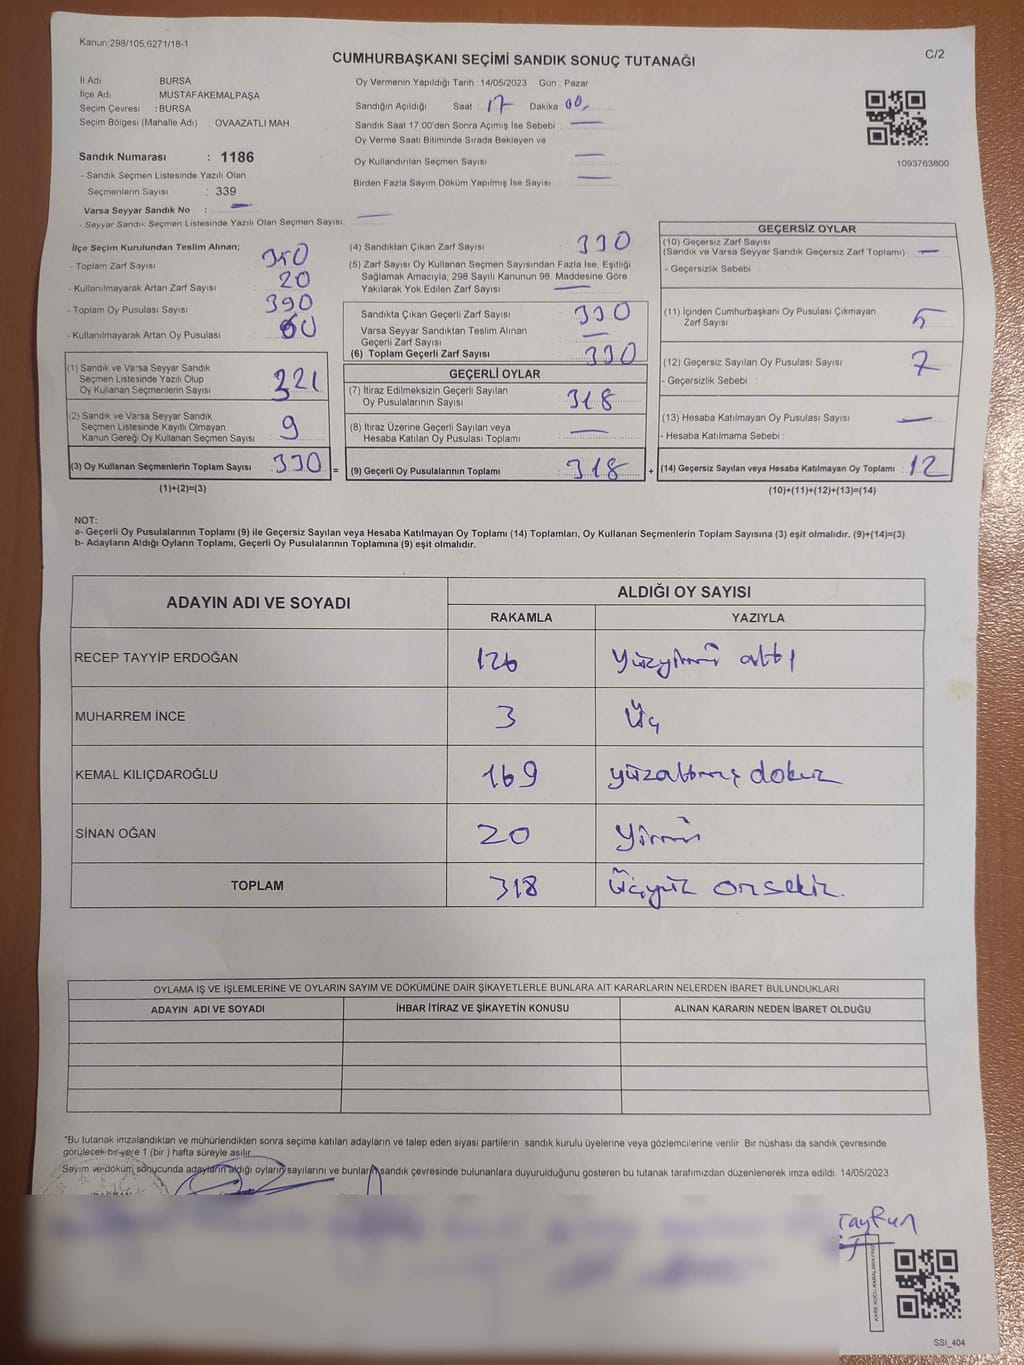 Kanun;298/105,6271/18-1
C/2
CUMHURBAŞKANI SEÇİMİ SANDIK SONUÇ TUTANAĞI
İl Adı : BURSA
İlçe Adı : MUSTAFAKEMALPAŞA
Seçim Çevresi : BURSA
Seçim Bölgesi (Mahalle Adı) : OVAAZATLI MAH.
Sandık Numarası : 1186
- Sandık Seçmen Listesinde Yazılı Olan
Seçmenlerin Sayısı : 339
Varsa Seyyar Sandık No : —
- Seyyar Sandık Seçmen Listesinde Yazılı Olan Seçmen Sayısı: —
Oy Vermenin Yapıldığı Tarih : 14/05/2023 Gün : Pazar
Sandığın Açıldığı Saat : 17 Dakika : 00
Sandık Saat 17:00'den Sonra Açımış İse Sebebi : —
Oy Verme Saati Bitiminde Sırada Bekleyen ve
Oy Kullandırılan Seçmen Sayısı : —
Birden Fazla Sayım Döküm Yapılmış İse Sayısı : —
1093763800
İlçe Seçim Kurulundan Teslim Alınan;
- Toplam Zarf Sayısı : 350
- Kullanılmayarak Artan Zarf Sayısı : 20
- Toplam Oy Pusulası Sayısı : 390
- Kullanılmayarak Artan Oy Pusulası : 60
(1) Sandık ve Varsa Seyyar Sandık
Seçmen Listesinde Yazılı Olup
Oy Kullanan Seçmenlerin Sayısı : 321
(2) Sandık ve Varsa Seyyar Sandık
Seçmen Listesinde Kayıtlı Olmayan
Kanun Gereği Oy Kullanan Seçmen Sayısı : 9
(3) Oy Kullanan Seçmenlerin Toplam Sayısı : 330 =
(1)+(2)=(3)
(4) Sandıktan Çıkan Zarf Sayısı : 330
(5) Zarf Sayısı Oy Kullanan Seçmen Sayısından Fazla İse, Eşitliği
Sağlamak Amacıyla; 298 Sayılı Kanunun 98. Maddesine Göre
Yakılarak Yok Edilen Zarf Sayısı : —
Sandıkta Çıkan Geçerli Zarf Sayısı : 330
Varsa Seyyar Sandıktan Teslim Alınan
Geçerli Zarf Sayısı : —
(6) Toplam Geçerli Zarf Sayısı : 330
GEÇERLİ OYLAR
(7) İtiraz Edilmeksizin Geçerli Sayılan
Oy Pusulalarının Sayısı : 318
(8) İtiraz Üzerine Geçerli Sayılan veya
Hesaba Katılan Oy Pusulası Toplamı : —
(9) Geçerli Oy Pusulalarının Toplamı : 318 +
GEÇERSİZ OYLAR
(10) Geçersiz Zarf Sayısı
(Sandık ve Varsa Seyyar Sandık Geçersiz Zarf Toplamı) : —
- Geçersizlik Sebebi :
(11) İçinden Cumhurbaşkanı Oy Pusulası Çıkmayan
Zarf Sayısı : 5
(12) Geçersiz Sayılan Oy Pusulası Sayısı : 7
- Geçersizlik Sebebi :
(13) Hesaba Katılmayan Oy Pusulası Sayısı : —
- Hesaba Katılmama Sebebi :
(14) Geçersiz Sayılan veya Hesaba Katılmayan Oy Toplamı : 12
(10)+(11)+(12)+(13)=(14)
NOT:
a- Geçerli Oy Pusulalarının Toplamı (9) ile Geçersiz Sayılan veya Hesaba Katılmayan Oy Toplamı (14) Toplamları, Oy Kullanan Seçmenlerin Toplam Sayısına (3) eşit olmalıdır. (9)+(14)=(3)
b- Adayların Aldığı Oyların Toplamı, Geçerli Oy Pusulalarının Toplamına (9) eşit olmalıdır.
ADAYIN ADI VE SOYADI
ALDIĞI OY SAYISI
RAKAMLA YAZIYLA
RECEP TAYYİP ERDOĞAN 126 yüzyirmi altı
MUHARREM İNCE 3 Üç
KEMAL KILIÇDAROĞLU 169 yüzaltmış dokuz
SİNAN OĞAN 20 Yirmi
TOPLAM 318 Üçyüz onsekiz.
OYLAMA İŞ VE İŞLEMLERİNE VE OYLARIN SAYIM VE DÖKÜMÜNE DAİR ŞİKAYETLERLE BUNLARA AİT KARARLARIN NELERDEN İBARET BULUNDUKLARI
ADAYIN ADI VE SOYADI İHBAR İTİRAZ VE ŞİKAYETİN KONUSU ALINAN KARARIN NEDEN İBARET OLDUĞU
"Bu tutanak imzalandıktan ve mühürlendikten sonra seçime katılan adayların ve talep eden siyasi partilerin sandık kurulu üyelerine veya gözlemcilerine verilir. Bir nüshası da sandık çevresinde
görülecek bir yere 1 (bir ) hafta süreyle asılır.
Sayım ve döküm sonucunda adayların aldığı oyların sayılarını ve bunların sandık çevresinde bulunanlara duyurulduğunu gösteren bu tutanak tarafımızdan düzenlenerek imza edildi. 14/05/2023
Tayfun
KARE KODU KARALAMAYINIZ
SSI_404